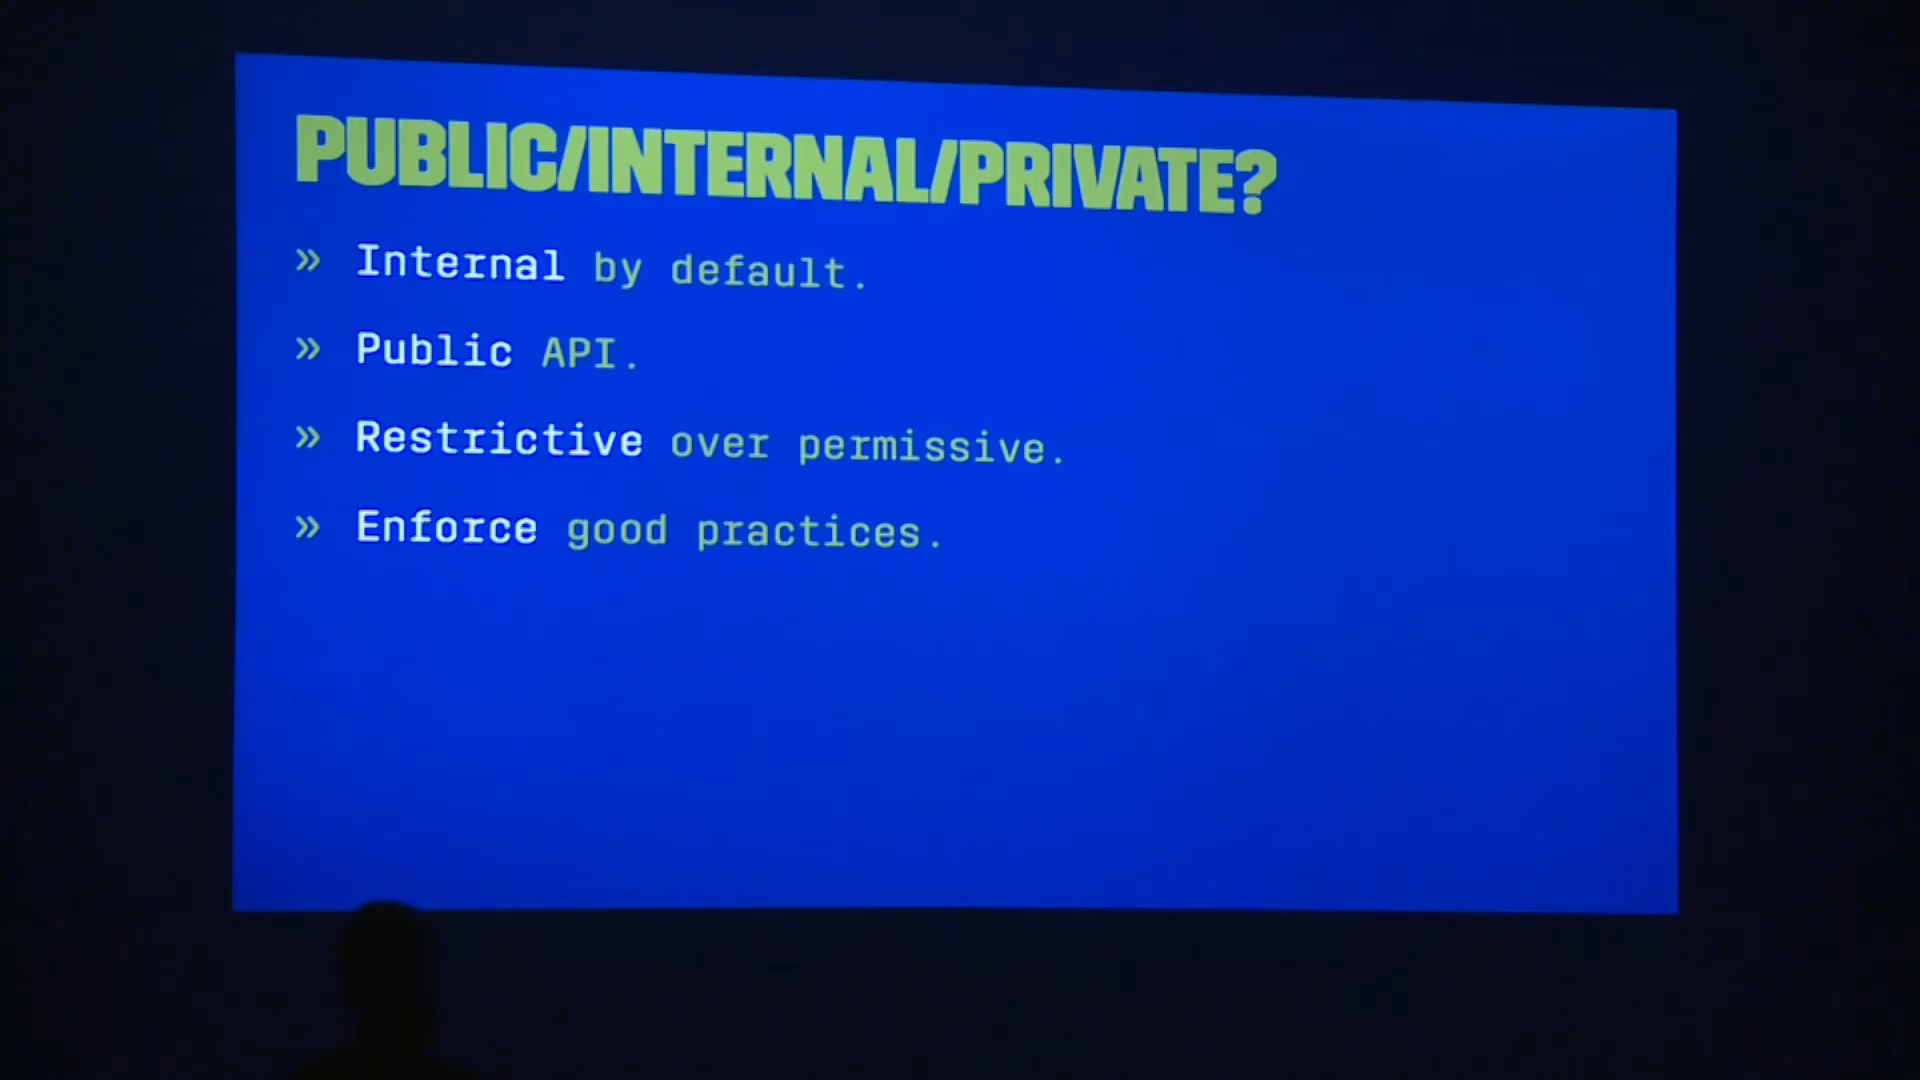 PUBLIC/INTERNAL/PRIVATE?
» Internal by default.
» Public API.
» Restrictive over permissive.
» Enforce good practices.